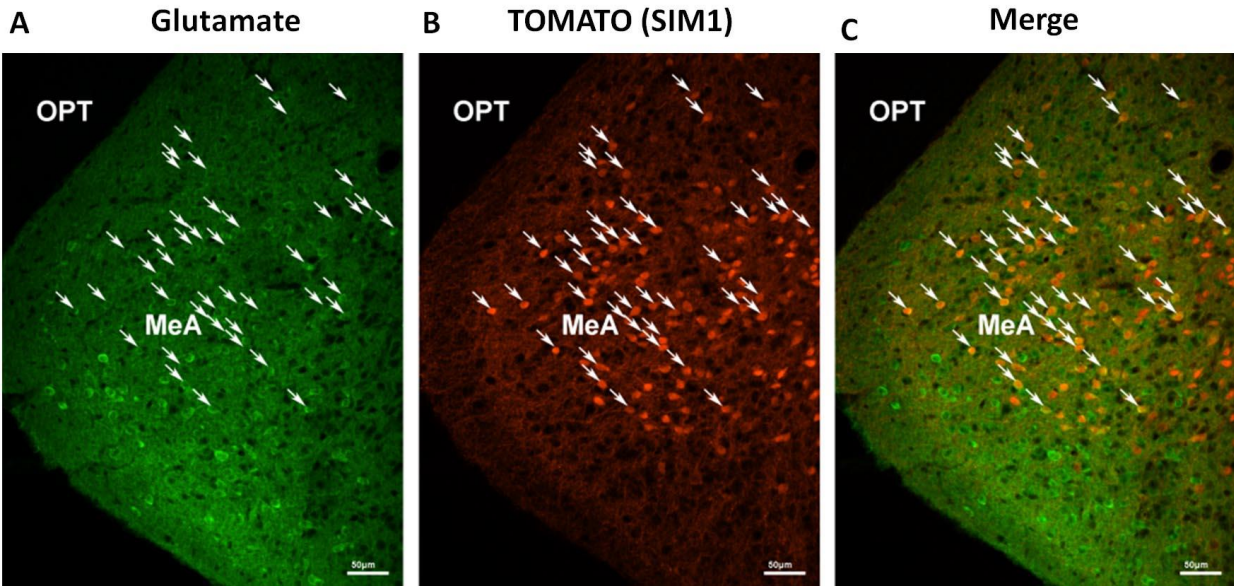 A Glutamate
B TOMATO (SIM1)
C Merge
OPT
MeA
50µm
OPT
MeA
50µm
OPT
MeA
50µm